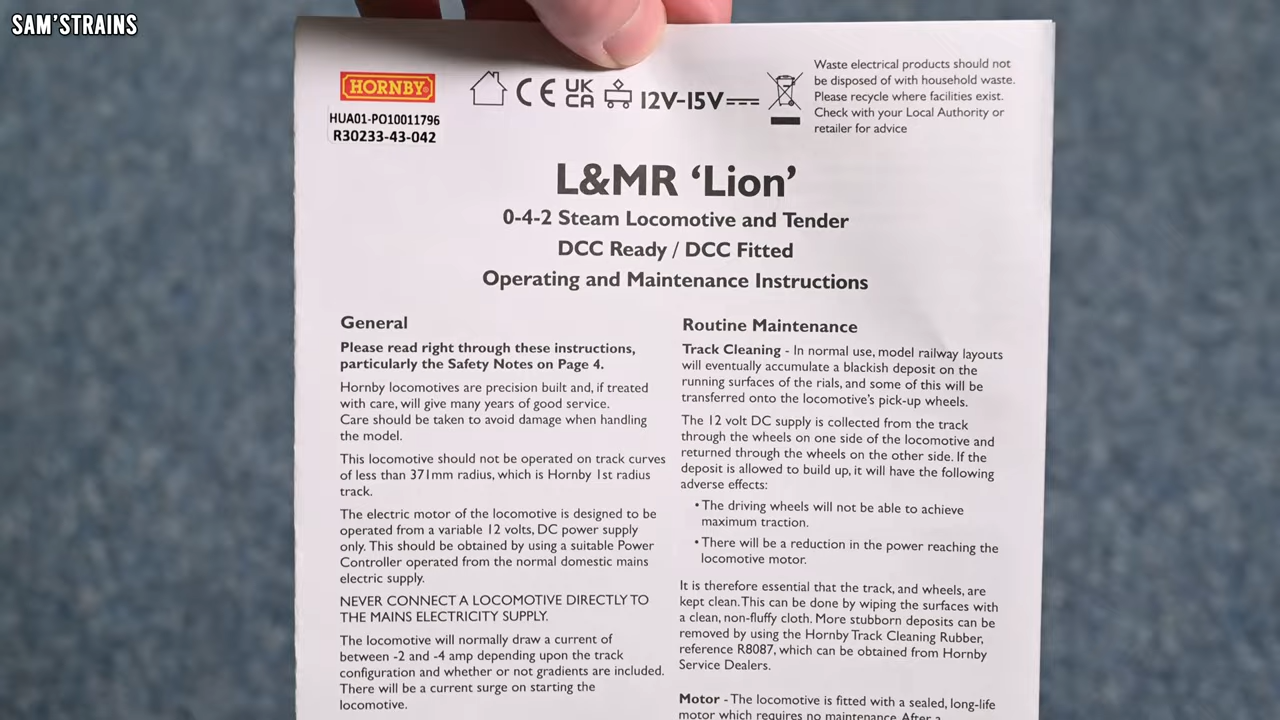 SAM'STRAINS
HORNBY
HUA01-PO10011796
R30233-43-042
CE UK CA 12V-15V
Waste electrical products should not
be disposed of with household waste.
Please recycle where facilities exist.
Check with your Local Authority or
retailer for advice
L&MR ‘Lion’
0-4-2 Steam Locomotive and Tender
DCC Ready / DCC Fitted
Operating and Maintenance Instructions
General
Please read right through these instructions,
particularly the Safety Notes on Page 4.
Hornby locomotives are precision built and, if treated
with care, will give many years of good service.
Care should be taken to avoid damage when handling
the model.
This locomotive should not be operated on track curves
of less than 371mm radius, which is Hornby 1st radius
track.
The electric motor of the locomotive is designed to be
operated from a variable 12 volts, DC power supply
only. This should be obtained by using a suitable Power
Controller operated from the normal domestic mains
electric supply.
NEVER CONNECT A LOCOMOTIVE DIRECTLY TO
THE MAINS ELECTRICITY SUPPLY.
The locomotive will normally draw a current of
between -2 and -4 amp depending upon the track
configuration and whether or not gradients are included.
There will be a current surge on starting the
locomotive.
Routine Maintenance
Track Cleaning - In normal use, model railway layouts
will eventually accumulate a blackish deposit on the
running surfaces of the rials, and some of this will be
transferred onto the locomotive's pick-up wheels.
The 12 volt DC supply is collected from the track
through the wheels on one side of the locomotive and
returned through the wheels on the other side. If the
deposit is allowed to build up, it will have the following
adverse effects:
• The driving wheels will not be able to achieve
maximum traction.
• There will be a reduction in the power reaching the
locomotive motor.
It is therefore essential that the track, and wheels, are
kept clean. This can be done by wiping the surfaces with
a clean, non-fluffy cloth. More stubborn deposits can be
removed by using the Hornby Track Cleaning Rubber,
reference R8087, which can be obtained from Hornby
Service Dealers.
Motor - The locomotive is fitted with a sealed, long-life
motor which requires no maintenance. After a